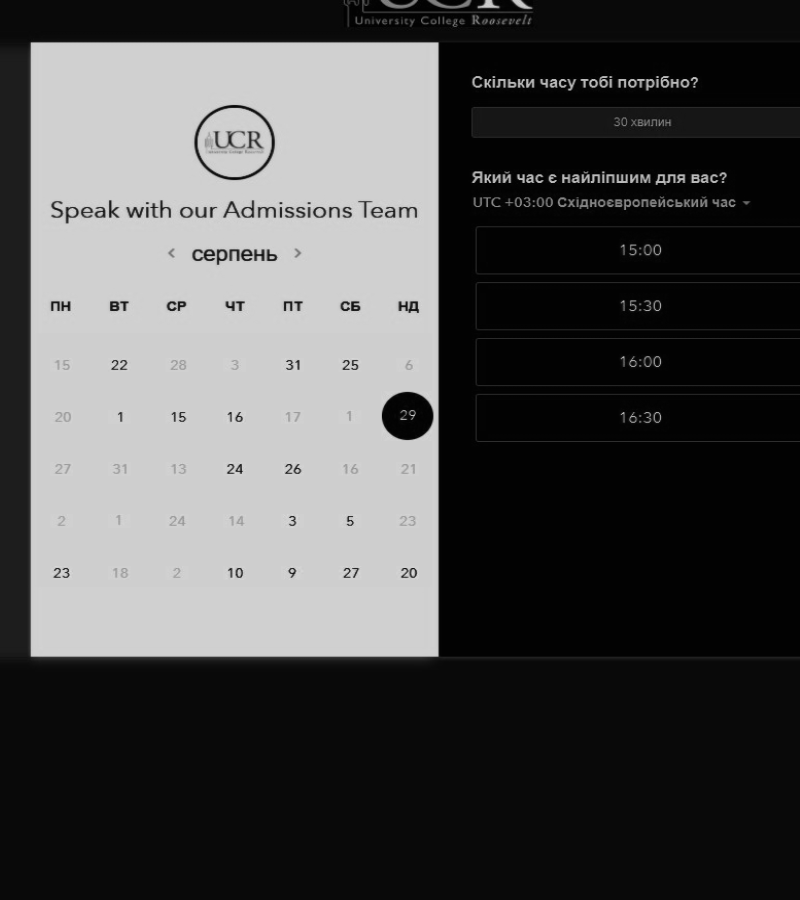 UCR
University College Roosevelt
UCR
Speak with our Admissions Team
серпень
ПН ВТ СР ЧТ ПТ СБ НД
15 22 28 3 31 25 6
20 1 15 16 17 1 29
27 31 13 24 26 16 21
2 1 24 14 3 5 23
23 18 2 10 9 27 20
Скільки часу тобі потрібно?
30 хвилин
Який час є найліпшим для вас?
UTC +03:00 Східноєвропейський час
15:00
15:30
16:00
16:30